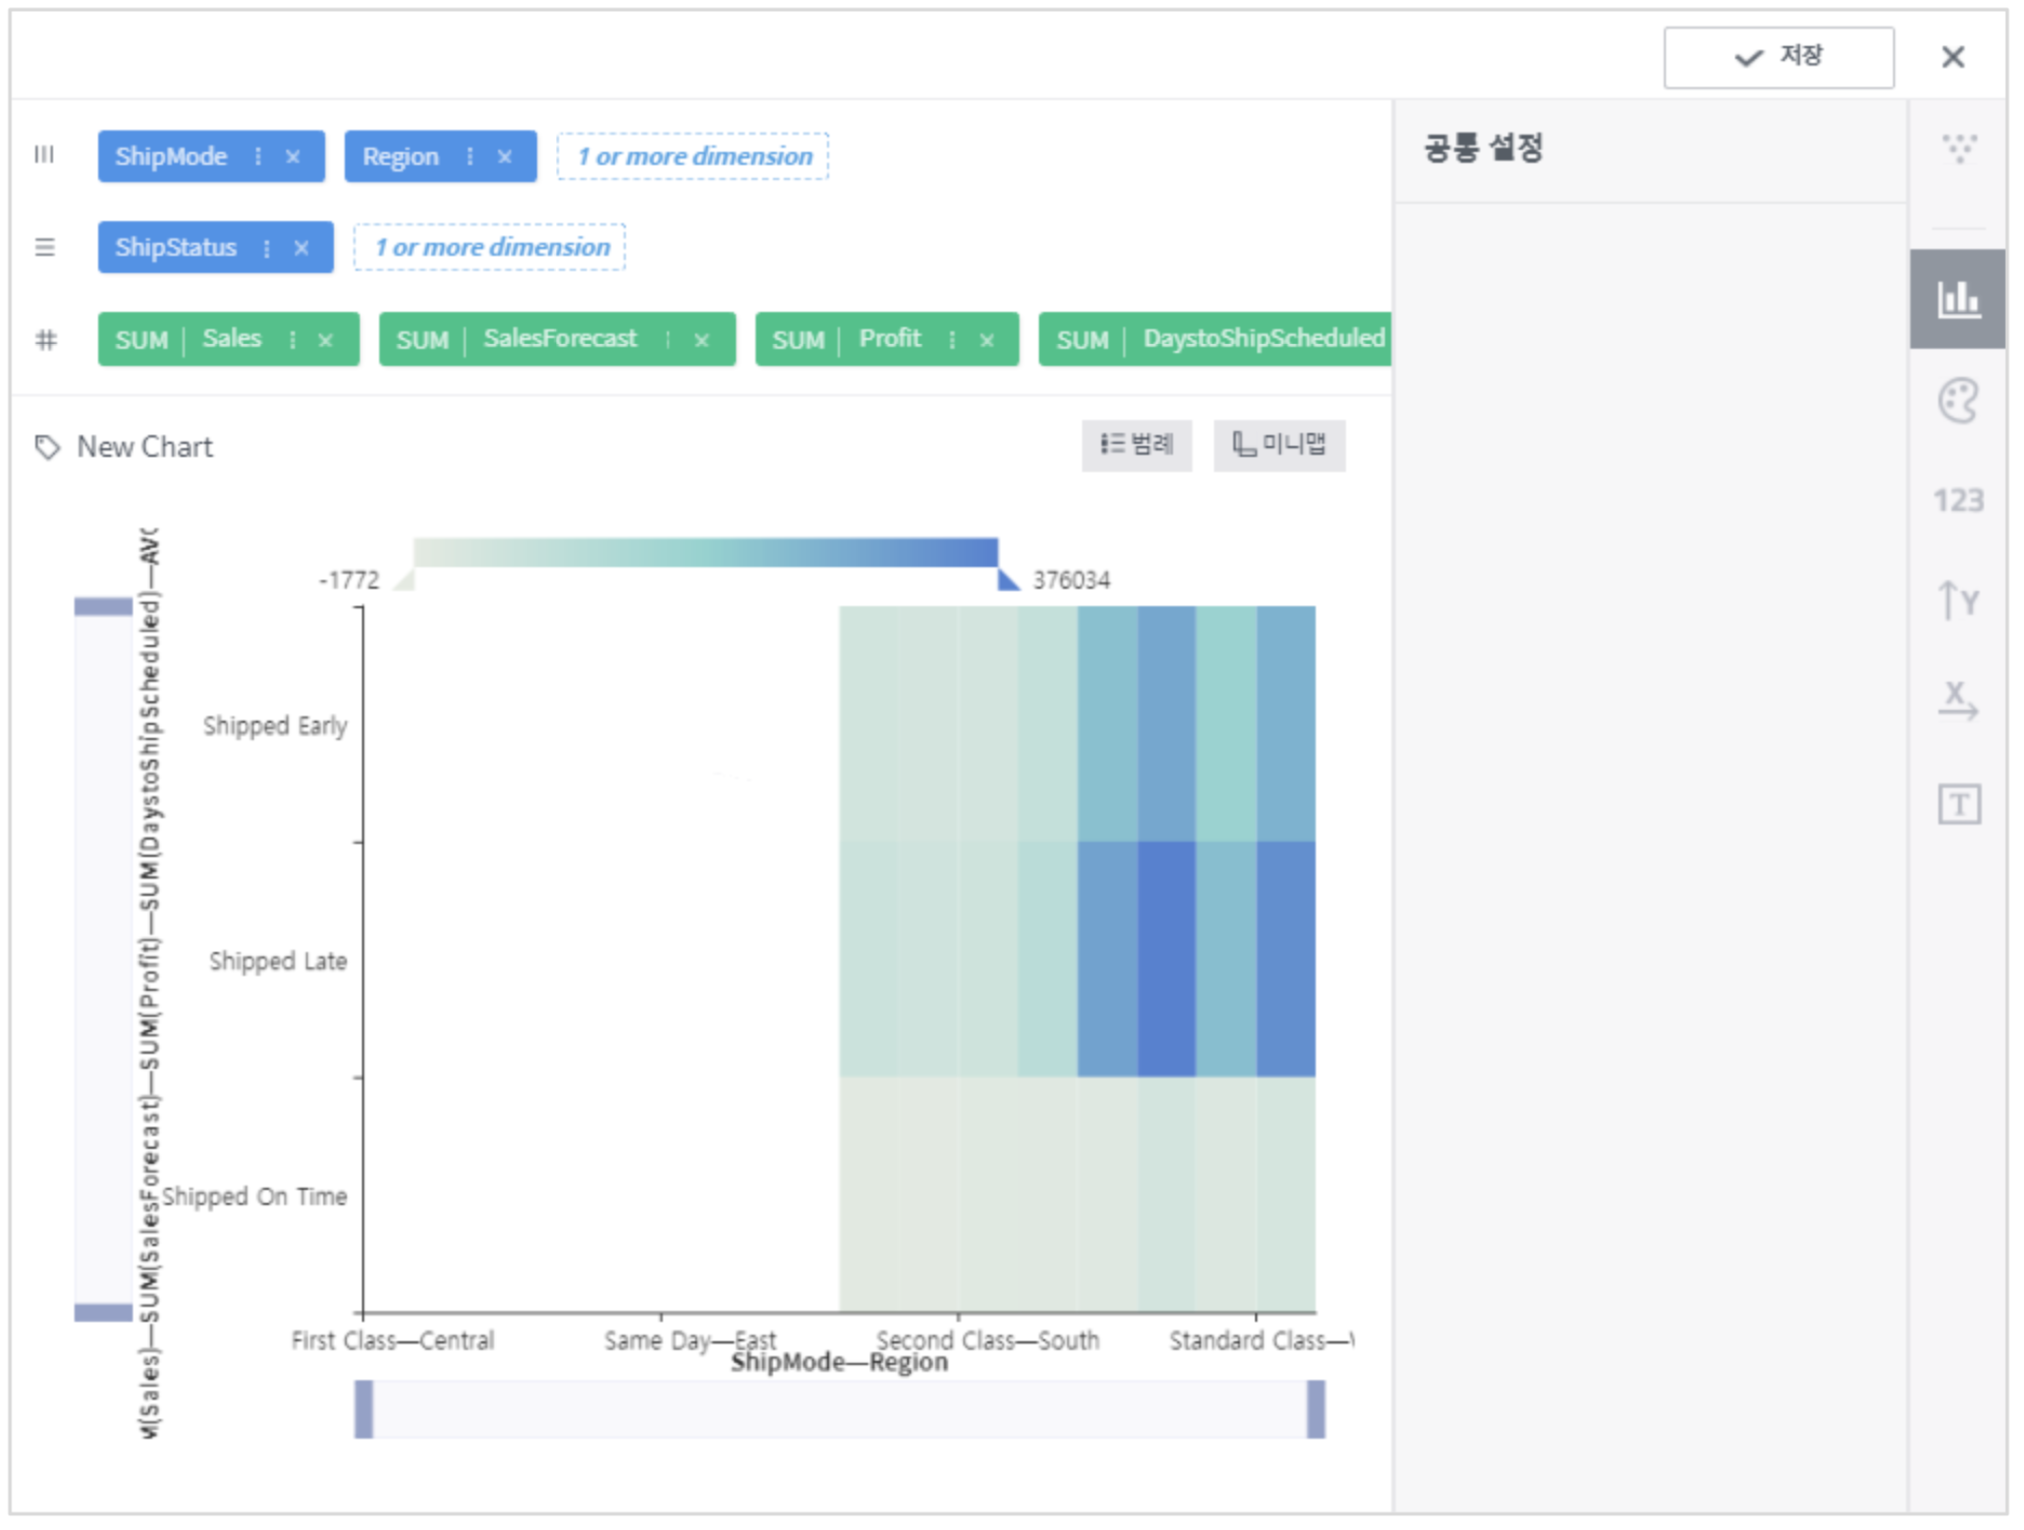 저장
ShipMode Region 1 or more dimension
공통 설정
ShipStatus 1 or more dimension
SUM Sales SUM SalesForecast SUM Profit SUM DaystoShipScheduled
New Chart 범례 미니맵
123
Y
X
T
-1772 376034
M(Sales)—SUM(SalesForecast)—SUM(Profit)—SUM(DaystoShipScheduled)—AV(
Shipped Early
Shipped Late
Shipped On Time
First Class—Central Same Day—East Second Class—South Standard Class—
ShipMode—Region